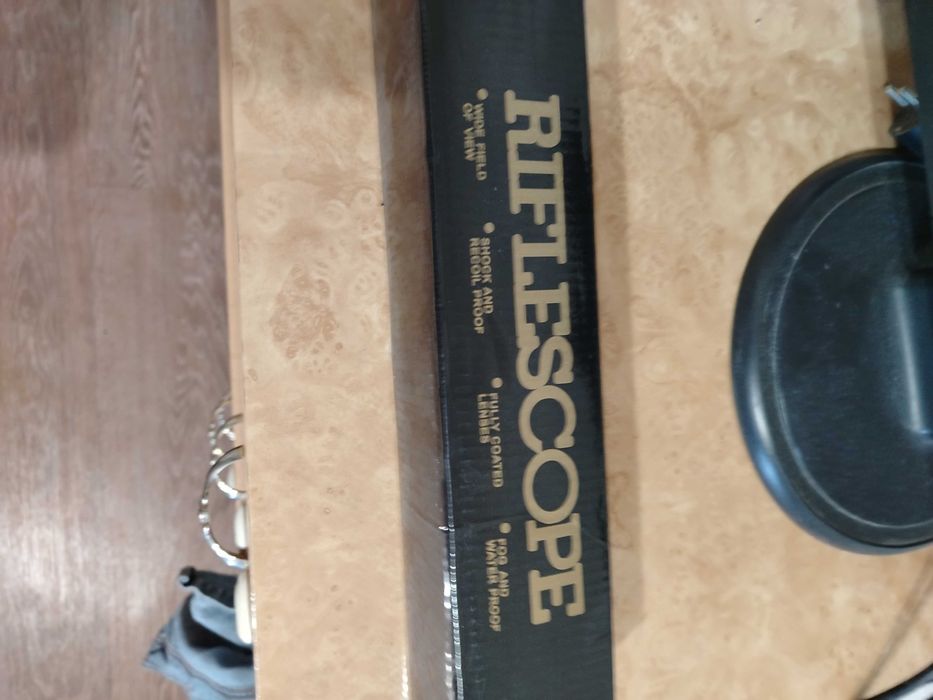 RIFLESCOPE
• WIDE FIELD
OF VIEW
• SHOCK AND
RECOIL PROOF
• FULLY COATED
LENSES
• FOG AND
WATER PROOF